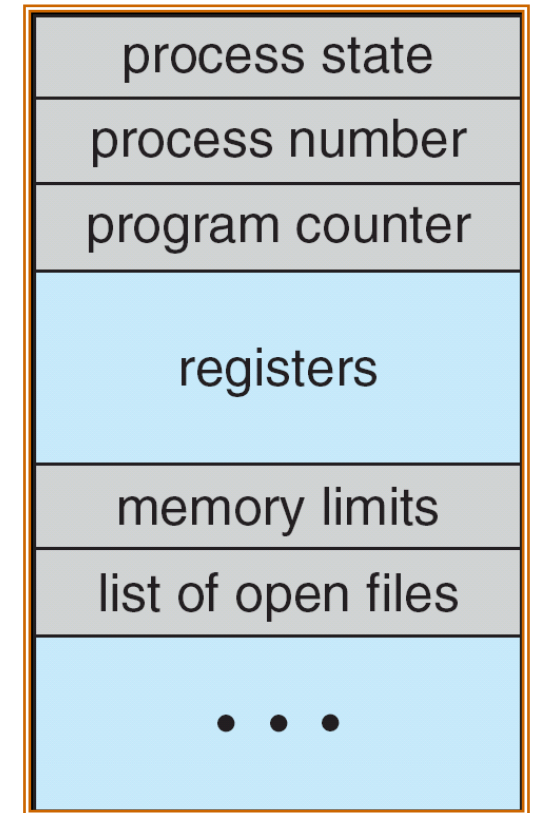 process state
process number
program counter
registers
memory limits
list of open files
• • •